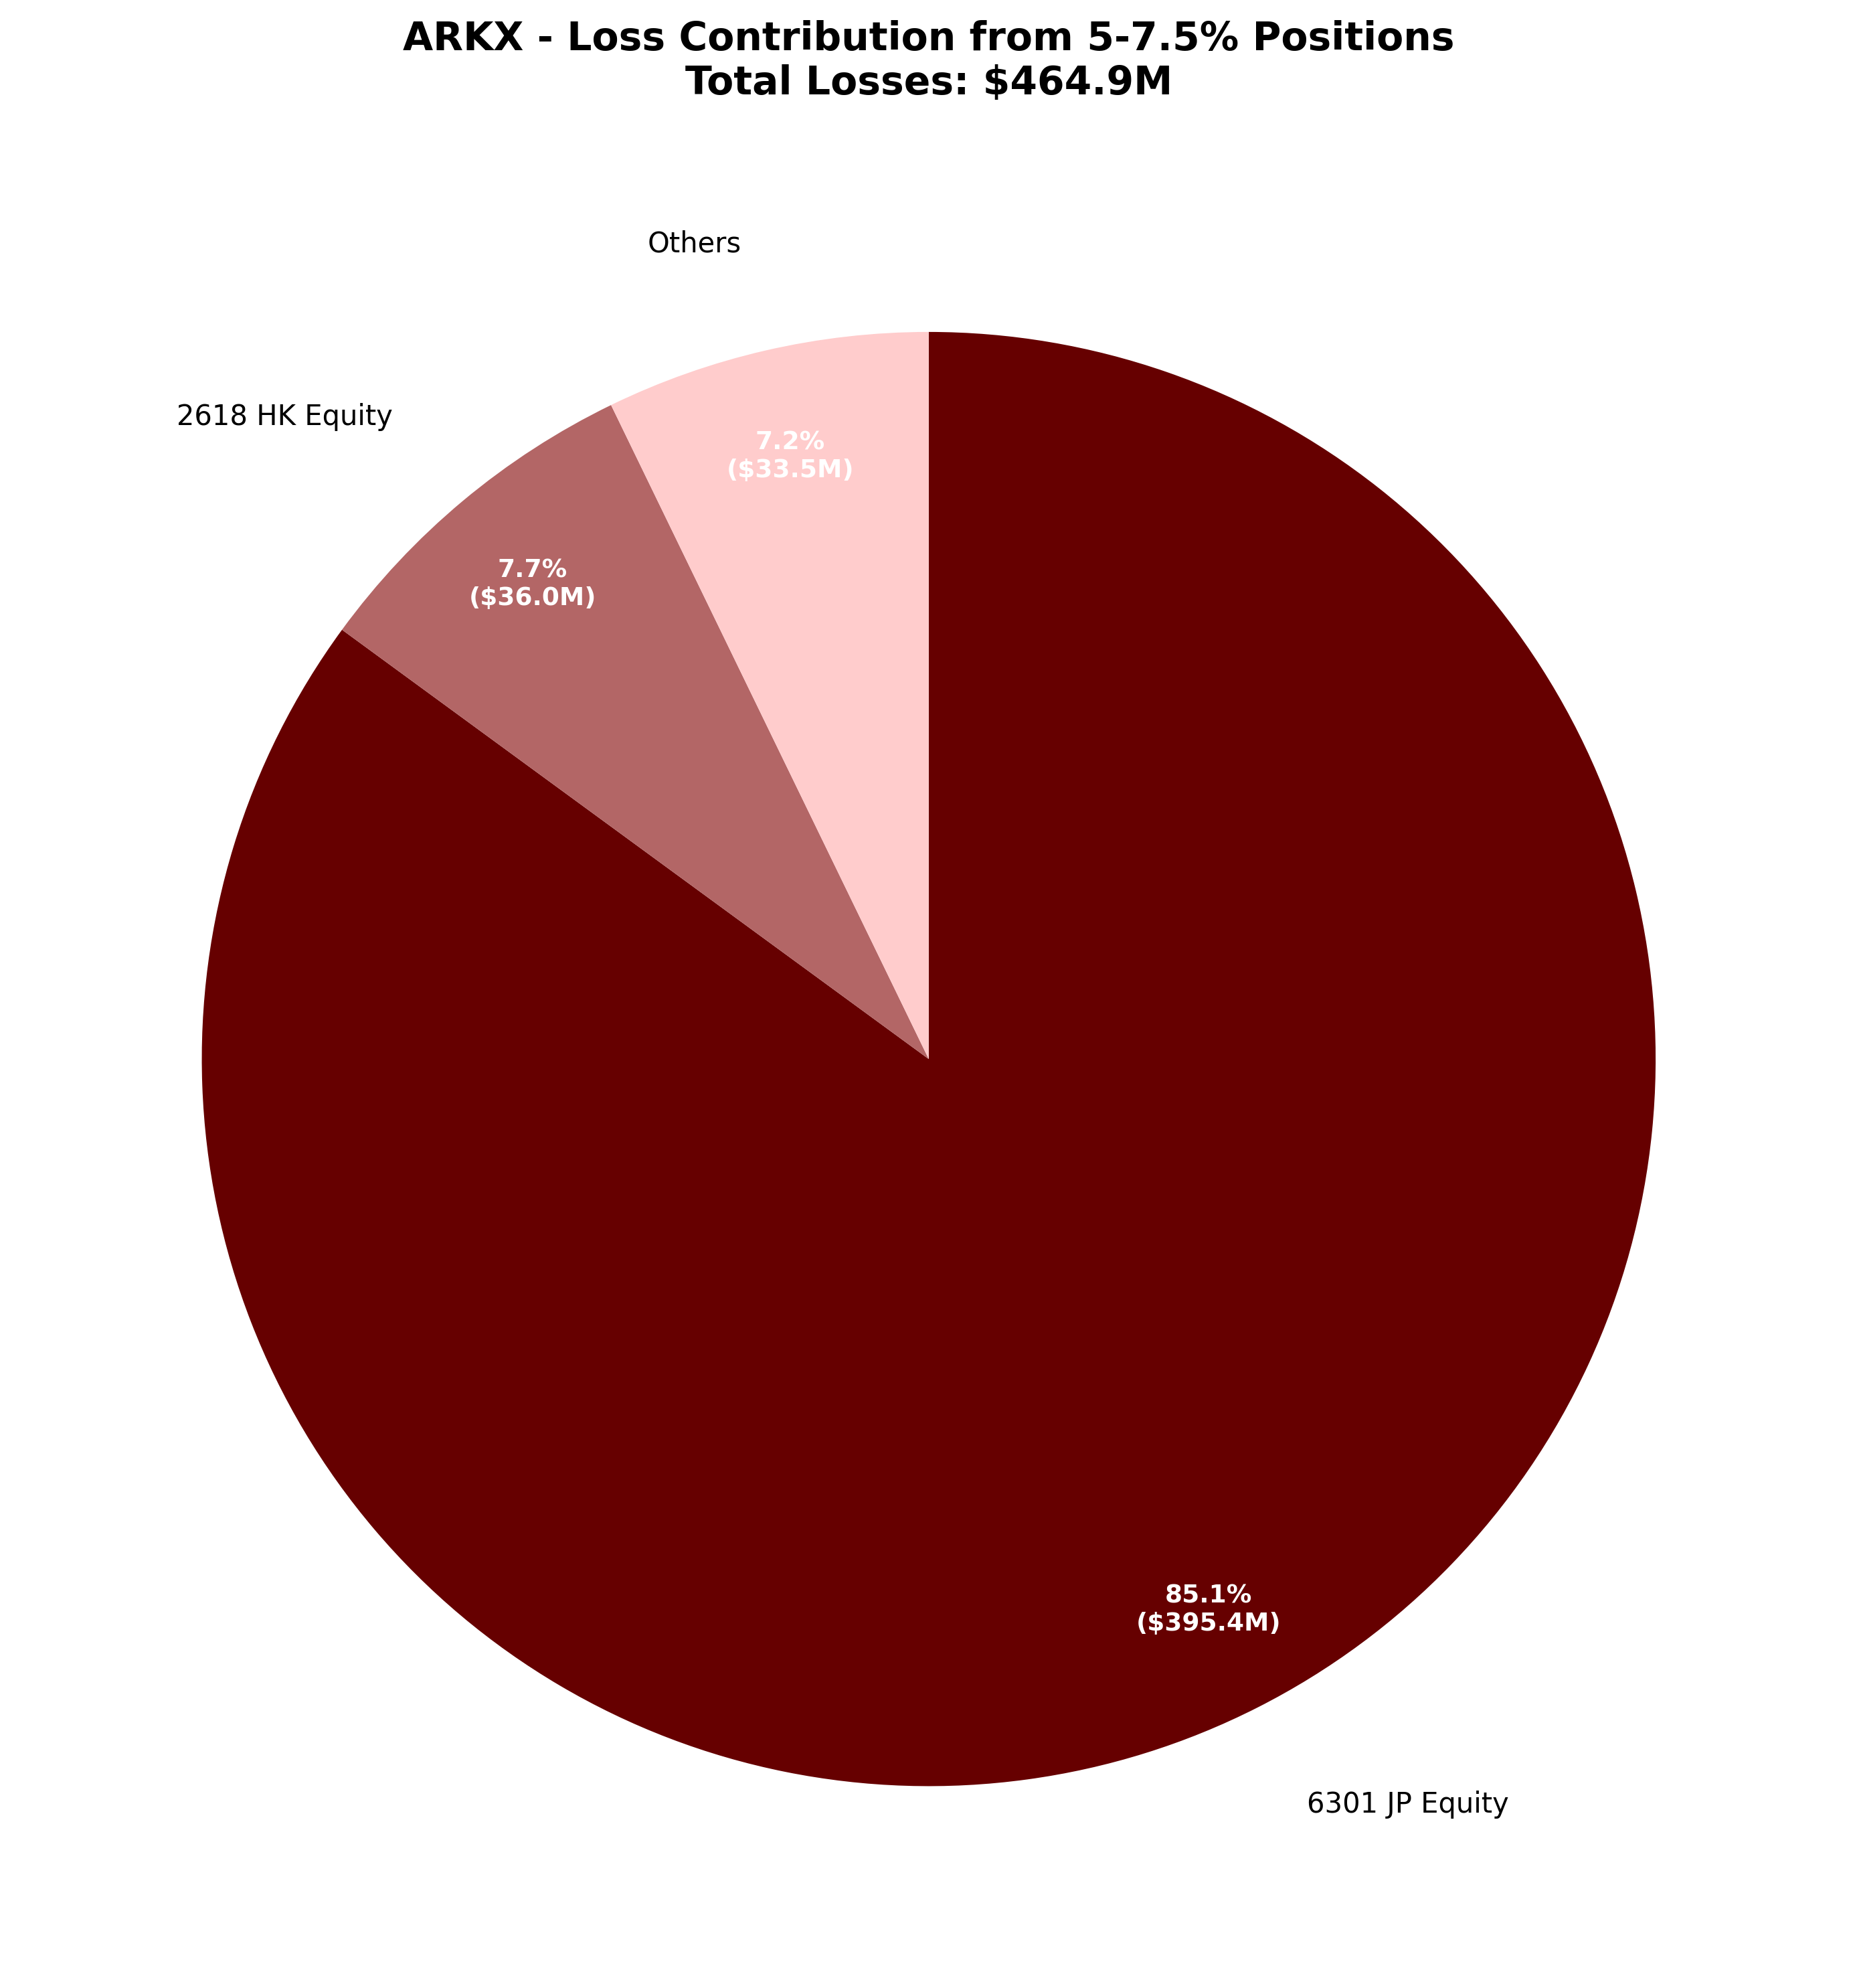 ARKX - Loss Contribution from 5-7.5% Positions
Total Losses: $464.9M
Others
2618 HK Equity
7.2%
($33.5M)
7.7%
($36.0M)
85.1%
($395.4M)
6301 JP Equity